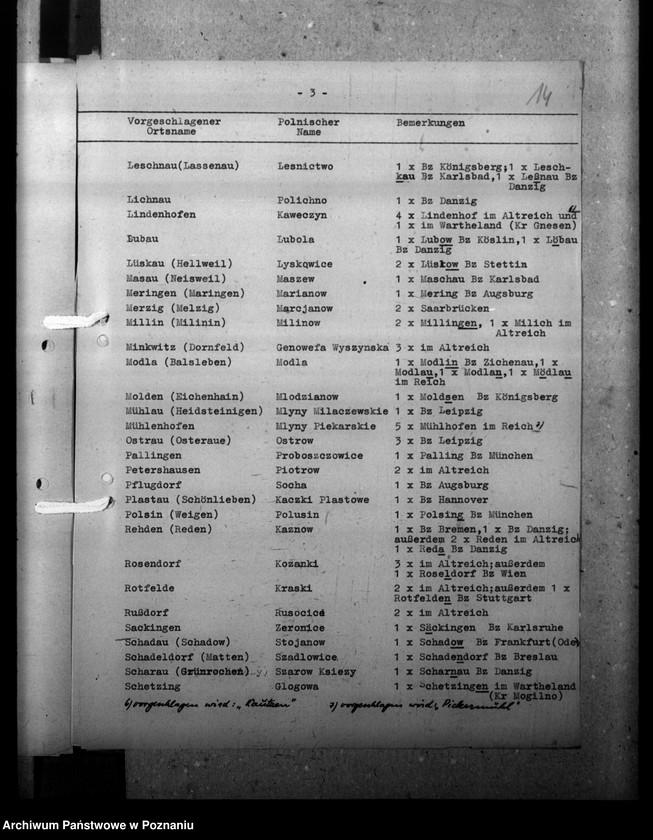 - 3 -
14
Vorgeschlagener Ortsname Polnischer Name Bemerkungen
Leschnau(Lassenau) Lesnictwo 1 x Bz Königsberg;1 x Lesch-
kau Bz Karlsbad,1 x Leßnau Bz
Danzig
Lichnau Polichno 1 x Bz Danzig
Lindenhofen Kaweczyn 4 x Lindenhof im Altreich und
1 x im Wartheland (Kr Gnesen)
Lubau Lubola 1 x Lubow Bz Köslin,1 x Löbau
Bz Danzig
Lüskau (Hellweil) Lyskowice 2 x Lüskow Bz Stettin
Masau (Neisweil) Maszew 1 x Maschau Bz Karlsbad
Meringen (Maringen) Marianow 1 x Mering Bz Augsburg
Merzig (Melzig) Marcjanow 2 x Saarbrücken
Millin (Milinin) Milinow 2 x Millingen, 1 x Milich im
Altreich
Minkwitz (Dornfeld) Genowefa Wyszynska 3 x im Altreich
Modla (Balsleben) Modla 1 x Modlin Bz Zichenau,1 x
Modlau,1 x Modlan,1 x Mödlau
im Reich
Molden (Eichenhain) Mlodzianow 1 x Moldsen Bz Königsberg
Mühlau (Heidsteinigen) Mlyny Milaczewskie 1 x Bz Leipzig
Mühlenhofen Mlyny Piekarskie 5 x Mühlhofen im Reich 2)
Ostrau (Osteraue) Ostrow 3 x Bz Leipzig
Pallingen Proboszczowice 1 x Palling Bz München
Petershausen Piotrow 2 x im Altreich
Pflugdorf Socha 1 x Bz Augsburg
Plastau (Schönlieben) Kaczki Plastowe 1 x Bz Hannover
Polsin (Weigen) Polusin 1 x Polsing Bz München
Rehden (Reden) Kaznow 1 x Bz Bremen,1 x Bz Danzig;
außerdem 2 x Reden im Altreich
1 x Reda Bz Danzig
Rosendorf Kozanki 3 x im Altreich;außerdem
1 x Roseldorf Bz Wien
Rotfelde Kraski 2 x im Altreich;außerdem 1 x
Rotfelden Bz Stuttgart
Rußdorf Rusocice 2 x im Altreich
Sackingen Zeronice 1 x Säckingen Bz Karlsruhe
Schadau (Schadow) Stojanow 1 x Schadow Bz Frankfurt(Oder)
Schadeldorf (Matten) Szadlowice 1 x Schadendorf Bz Breslau
Scharau (Grünrochen) Szarow Ksiezy 1 x Scharnau Bz Danzig
Schetzing Glogowa 1 x Schetzingen im Wartheland
(Kr Mogilno)
vorgeschlagen wird: 2) vorgeschlagen wird: „Pickermühl"
Archiwum Państwowe w Poznaniu